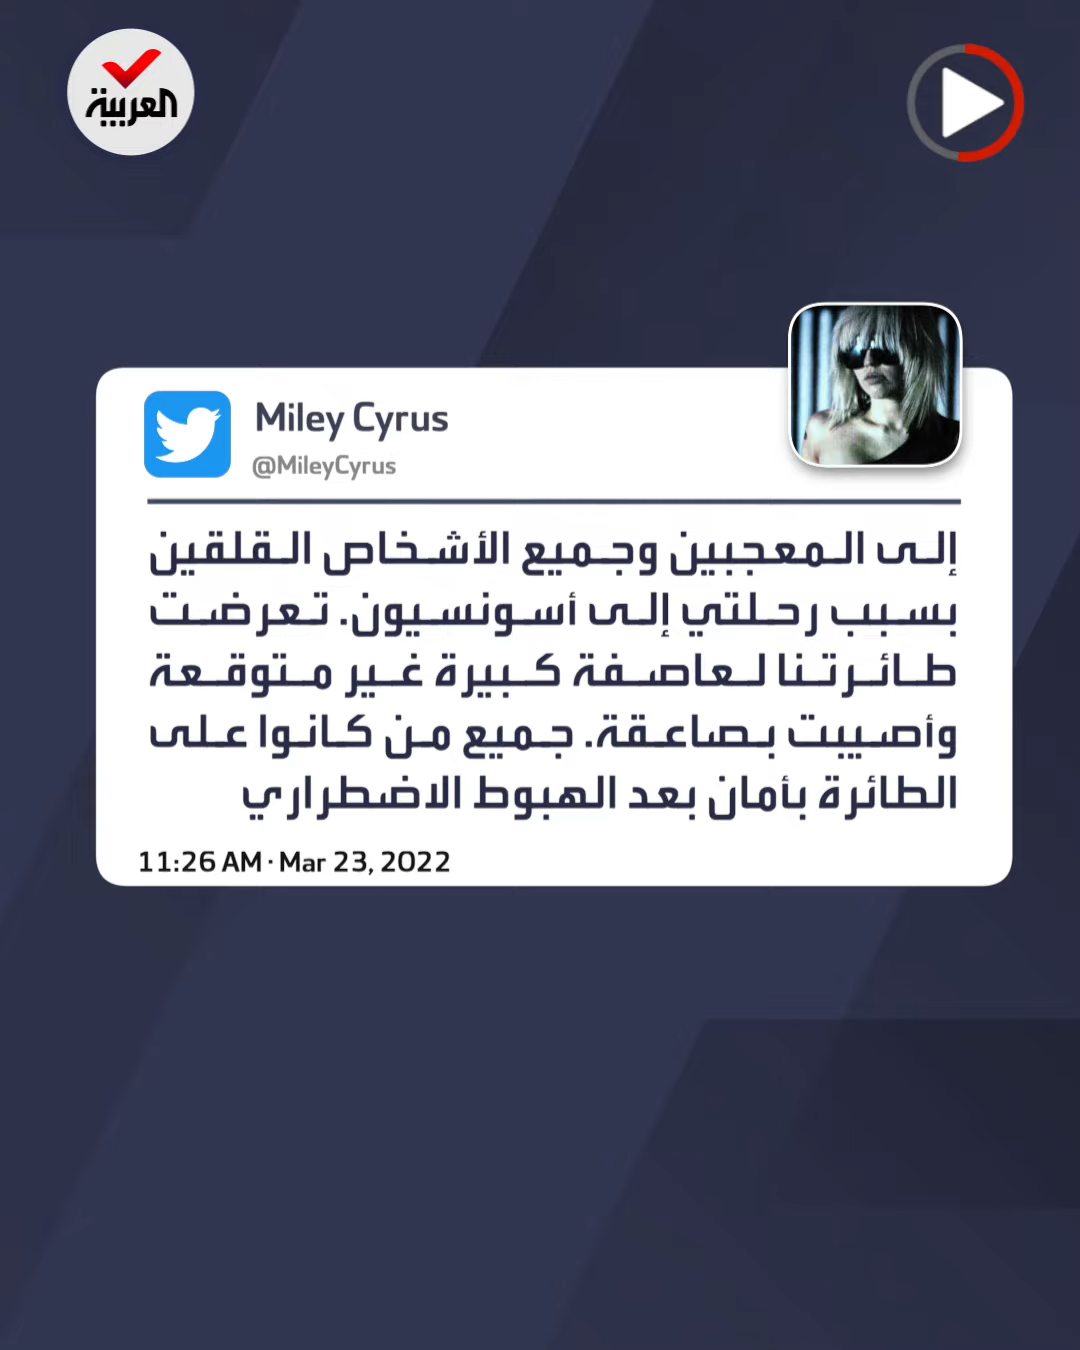 العربية
Miley Cyrus
@MileyCyrus
إلى المعجبين وجميع الأشخاص القلقين
بسبب رحلتي إلى أسونسيون. تعرضت
طائرتنا لعاصفة كبيرة غير متوقعة
وأصيبت بصاعقة. جميع من كانوا على
الطائرة بأمان بعد الهبوط الاضطراري
11:26 AM · Mar 23, 2022